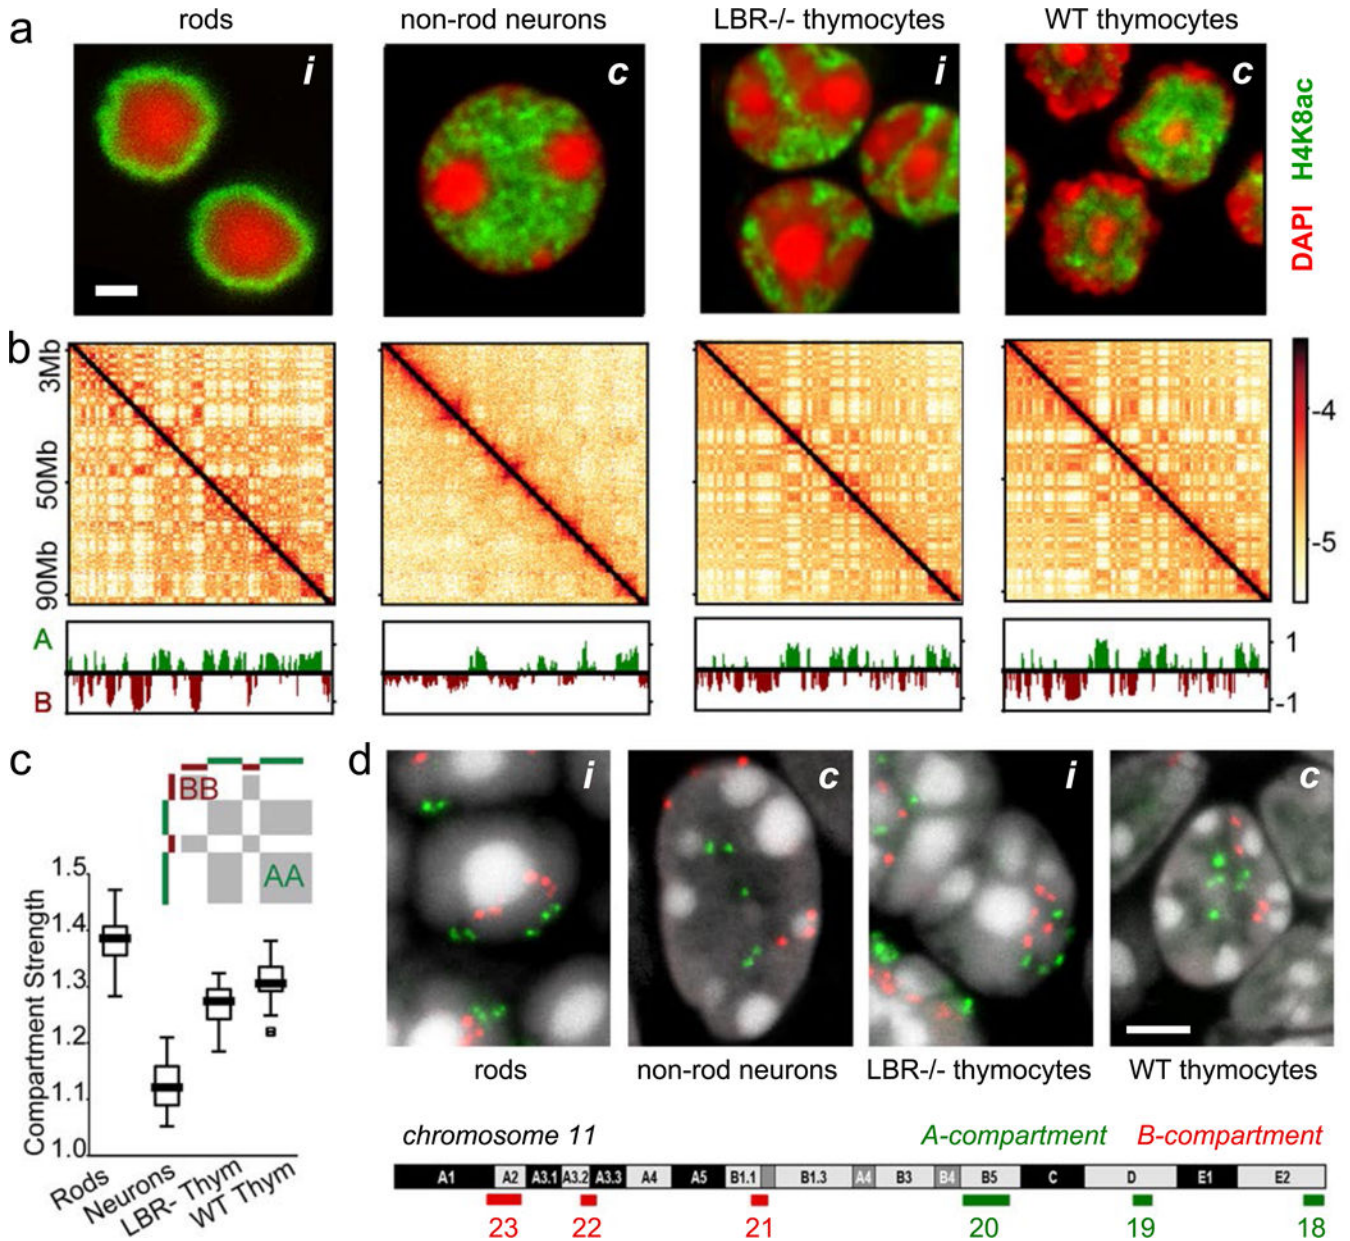 a
rods
non-rod neurons
LBR-/- thymocytes
WT thymocytes
i
c
i
c
DAPI H4K8ac
b
3Mb
50Mb
90Mb
-4
-5
A
B
1
-1
c
BB
AA
Compartment Strength
1.5
1.4
1.3
1.2
1.1
1.0
Rods
Neurons
LBR- Thym
WT Thym
d
i
c
i
c
rods
non-rod neurons
LBR-/- thymocytes
WT thymocytes
chromosome 11
A-compartment
B-compartment
A1 A2 A3.1 A3.2 A3.3 A4 A5 B1.1 B1.3 A4 B3 B4 B5 C D E1 E2
23 22 21 20 19 18